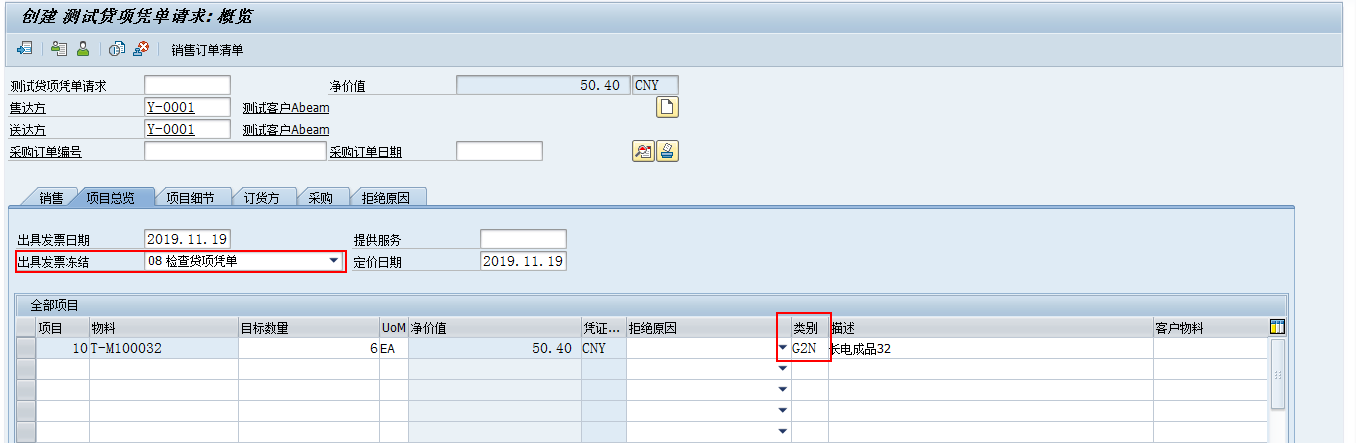 创建 测试贷项凭单请求: 概览
销售订单清单
测试贷项凭单请求 净价值 50.40 CNY
售达方 Y-0001 测试客户Abeam
送达方 Y-0001 测试客户Abeam
采购订单编号 采购订单日期
销售 项目总览 项目细节 订货方 采购 拒绝原因
出具发票日期 2019.11.19 提供服务
出具发票冻结 08 检查贷项凭单 定价日期 2019.11.19
全部项目
项目 物料 目标数量 UoM 净价值 凭证... 拒绝原因 类别 描述 客户物料
10 T-M100032 6 EA 50.40 CNY G2N 长电成品32